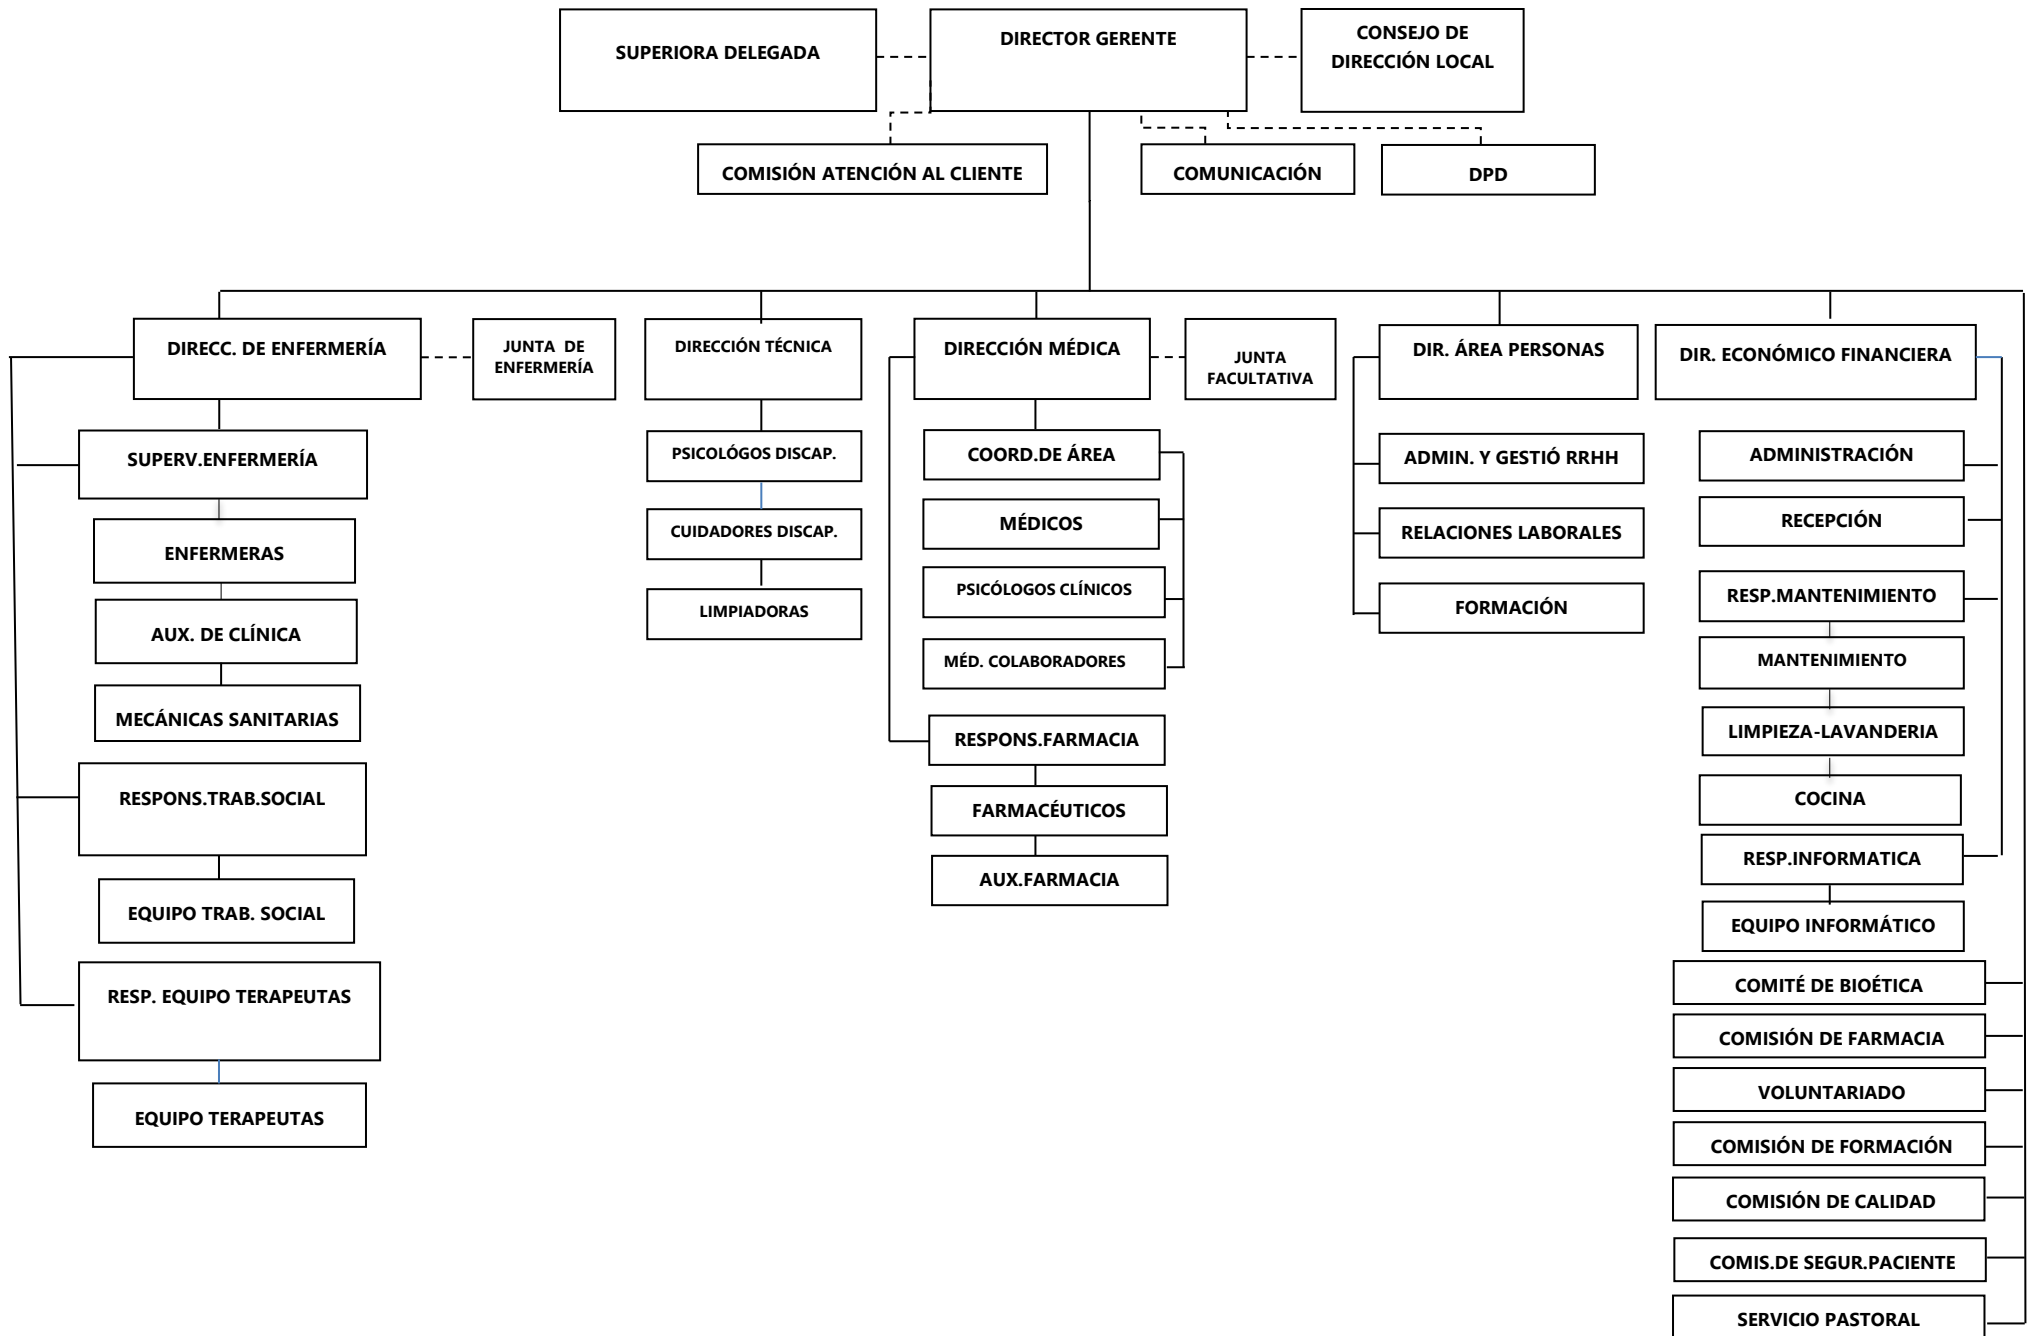 SUPERIORA DELEGADA
DIRECTOR GERENTE
CONSEJO DE
DIRECCIÓN LOCAL
COMISIÓN ATENCIÓN AL CLIENTE
COMUNICACIÓN
DPD
DIRECC. DE ENFERMERÍA
JUNTA DE
ENFERMERÍA
SUPERV.ENFERMERÍA
ENFERMERAS
AUX. DE CLÍNICA
MECÁNICAS SANITARIAS
RESPONS.TRAB.SOCIAL
EQUIPO TRAB. SOCIAL
RESP. EQUIPO TERAPEUTAS
EQUIPO TERAPEUTAS
DIRECCIÓN TÉCNICA
PSICOLÓGOS DISCAP.
CUIDADORES DISCAP.
LIMPIADORAS
DIRECCIÓN MÉDICA
JUNTA
FACULTATIVA
COORD.DE ÁREA
MÉDICOS
PSICÓLOGOS CLÍNICOS
MÉD. COLABORADORES
RESPONS.FARMACIA
FARMACÉUTICOS
AUX.FARMACIA
DIR. ÁREA PERSONAS
ADMIN. Y GESTIÓ RRHH
RELACIONES LABORALES
FORMACIÓN
DIR. ECONÓMICO FINANCIERA
ADMINISTRACIÓN
RECEPCIÓN
RESP.MANTENIMIENTO
MANTENIMIENTO
LIMPIEZA-LAVANDERIA
COCINA
RESP.INFORMATICA
EQUIPO INFORMÁTICO
COMITÉ DE BIOÉTICA
COMISIÓN DE FARMACIA
VOLUNTARIADO
COMISIÓN DE FORMACIÓN
COMISIÓN DE CALIDAD
COMIS.DE SEGUR.PACIENTE
SERVICIO PASTORAL